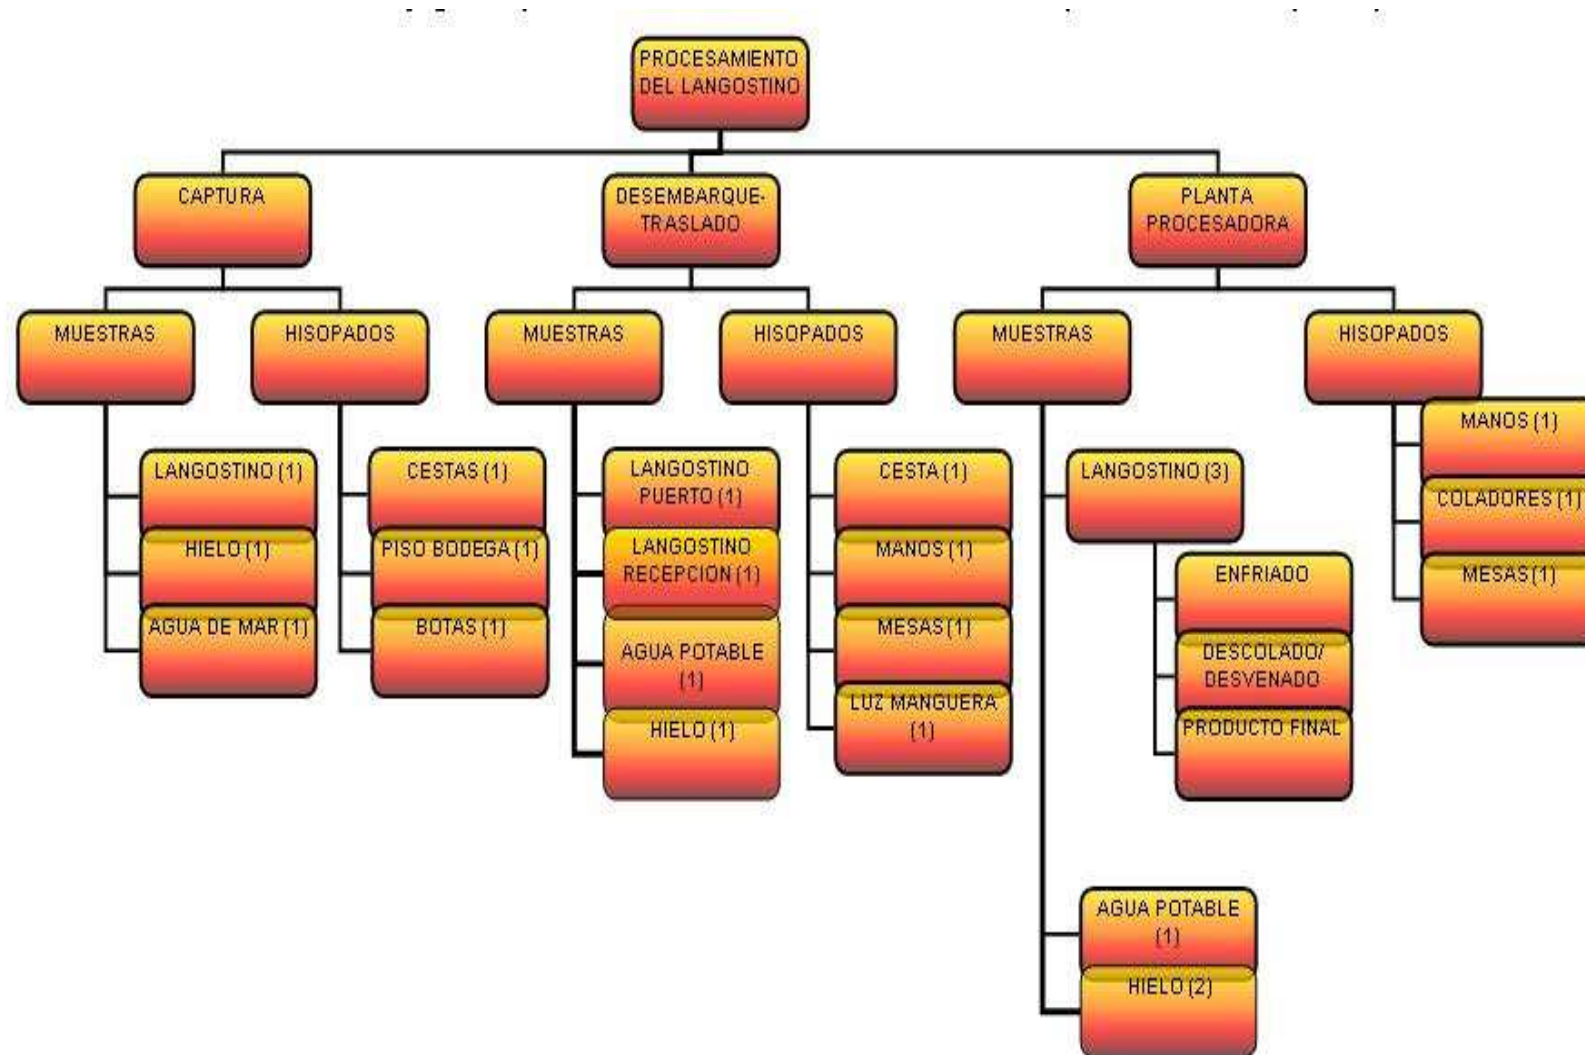 PROCESAMIENTO
DEL LANGOSTINO
CAPTURA
DESEMBARQUE-
TRASLADO
PLANTA
PROCESADORA
MUESTRAS
HISOPADOS
MUESTRAS
HISOPADOS
MUESTRAS
HISOPADOS
LANGOSTINO (1)
HIELO (1)
AGUA DE MAR (1)
CESTAS (1)
PISO BODEGA (1)
BOTAS (1)
LANGOSTINO
PUERTO (1)
LANGOSTINO
RECEPCION (1)
AGUA POTABLE
(1)
HIELO (1)
CESTA (1)
MANOS (1)
MESAS (1)
LUZ MANGUERA
(1)
LANGOSTINO (3)
ENFRIADO
DESCOLADO/
DESVENADO
PRODUCTO FINAL
AGUA POTABLE
(1)
HIELO (2)
MANOS (1)
COLADORES (1)
MESAS (1)